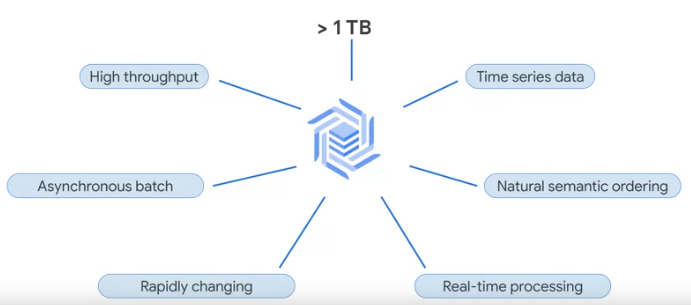 > 1 TB
High throughput
Time series data
Asynchronous batch
Natural semantic ordering
Rapidly changing
Real-time processing